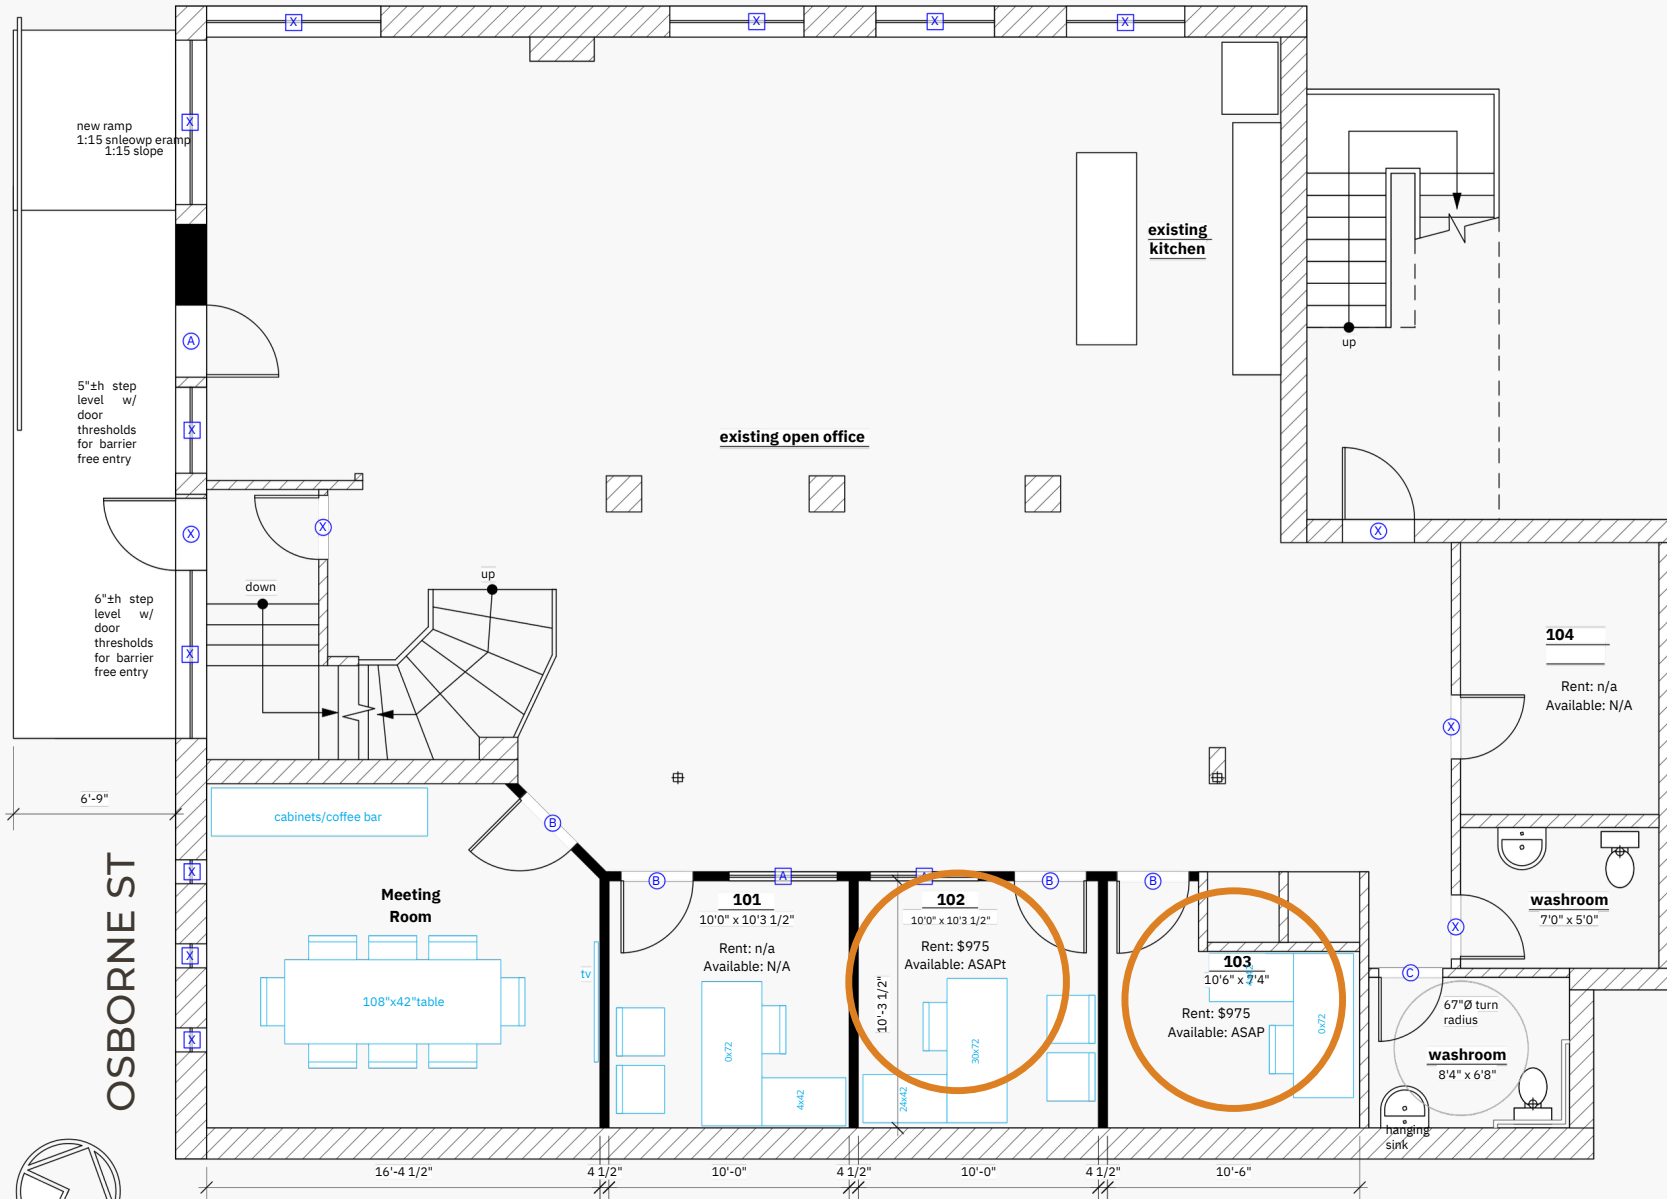 X
X
X
X
new ramp
1:15 snleowp eramp
1:15 slope
X
existing
kitchen
up
A
5"±h step
level w/
door
thresholds
for barrier
free entry
X
existing open office
X
X
X
up
down
6"±h step
level w/
door
thresholds
for barrier
free entry
X
104
Rent: n/a
Available: N/A
X
6'-9"
cabinets/coffee bar
B
OSBORNE ST
X
X
X
Meeting
Room
108"x42"table
tv
B
A
101
10'0" x 10'3 1/2"
Rent: n/a
Available: N/A
0x72
4x42
A
B
102
10'0" x 10'3 1/2"
Rent: $975
Available: ASAPt
10'-3 1/2"
30x72
24x42
B
103
10'6" x 7'4"
Rent: $975
Available: ASAP
0x72
washroom
7'0" x 5'0"
X
C
67"Ø turn
radius
washroom
8'4" x 6'8"
hanging
sink
16'-4 1/2"
4 1/2"
10'-0"
4 1/2"
10'-0"
4 1/2"
10'-6"